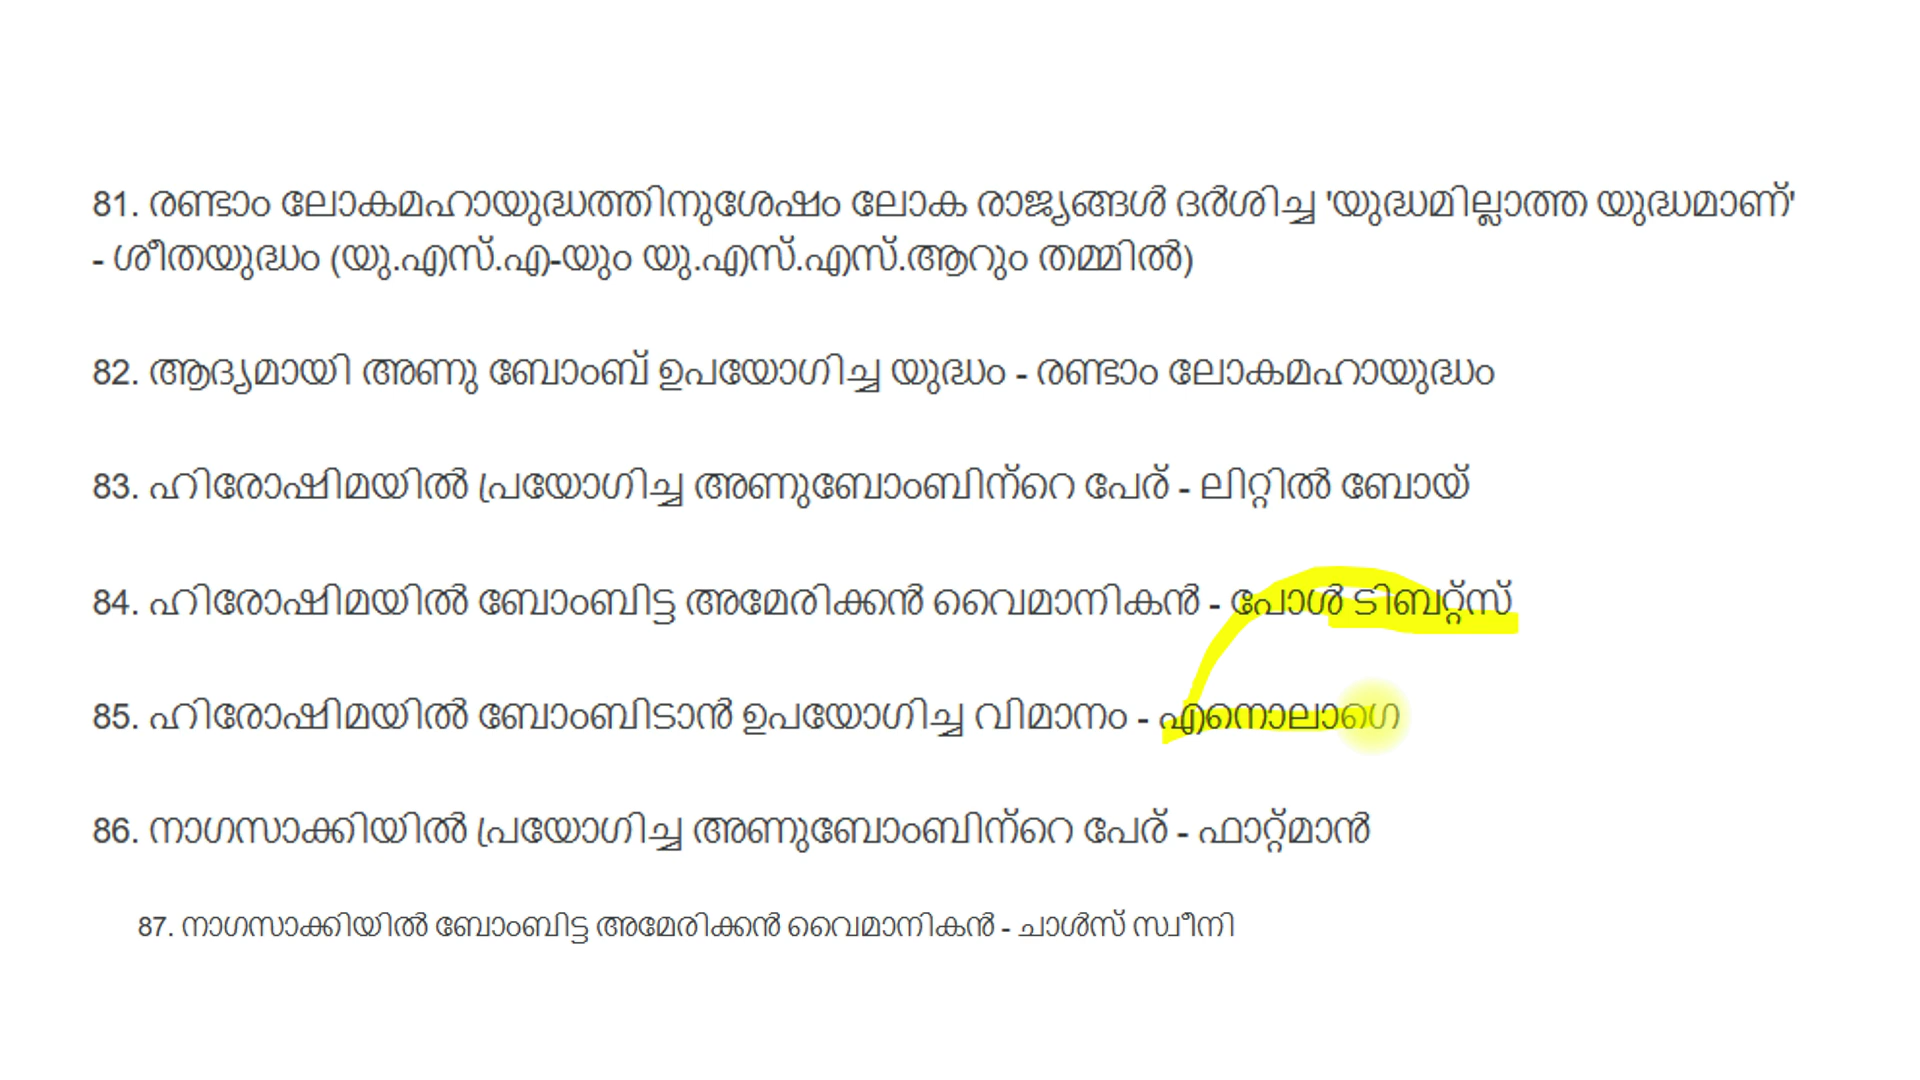 81. രണ്ടാം ലോകമഹായുദ്ധത്തിനുശേഷം ലോക രാജ്യങ്ങൾ ദർശിച്ച 'യുദ്ധമില്ലാത്ത യുദ്ധമാണ്'
- ശീതയുദ്ധം (യു.എസ്.എ-യും യു.എസ്.എസ്.ആറും തമ്മിൽ)
82. ആദ്യമായി അണു ബോംബ് ഉപയോഗിച്ച യുദ്ധം - രണ്ടാം ലോകമഹായുദ്ധം
83. ഹിരോഷിമയിൽ പ്രയോഗിച്ച അണുബോംബിന്റെ പേര് - ലിറ്റിൽ ബോയ്
84. ഹിരോഷിമയിൽ ബോംബിട്ട അമേരിക്കൻ വൈമാനികൻ - പോൾ ടിബറ്റ്സ്
85. ഹിരോഷിമയിൽ ബോംബിടാൻ ഉപയോഗിച്ച വിമാനം - എനൊലാഗെ
86. നാഗസാക്കിയിൽ പ്രയോഗിച്ച അണുബോംബിന്റെ പേര് - ഫാറ്റ്മാൻ
87. നാഗസാക്കിയിൽ ബോംബിട്ട അമേരിക്കൻ വൈമാനികൻ - ചാൾസ് സ്വീനി